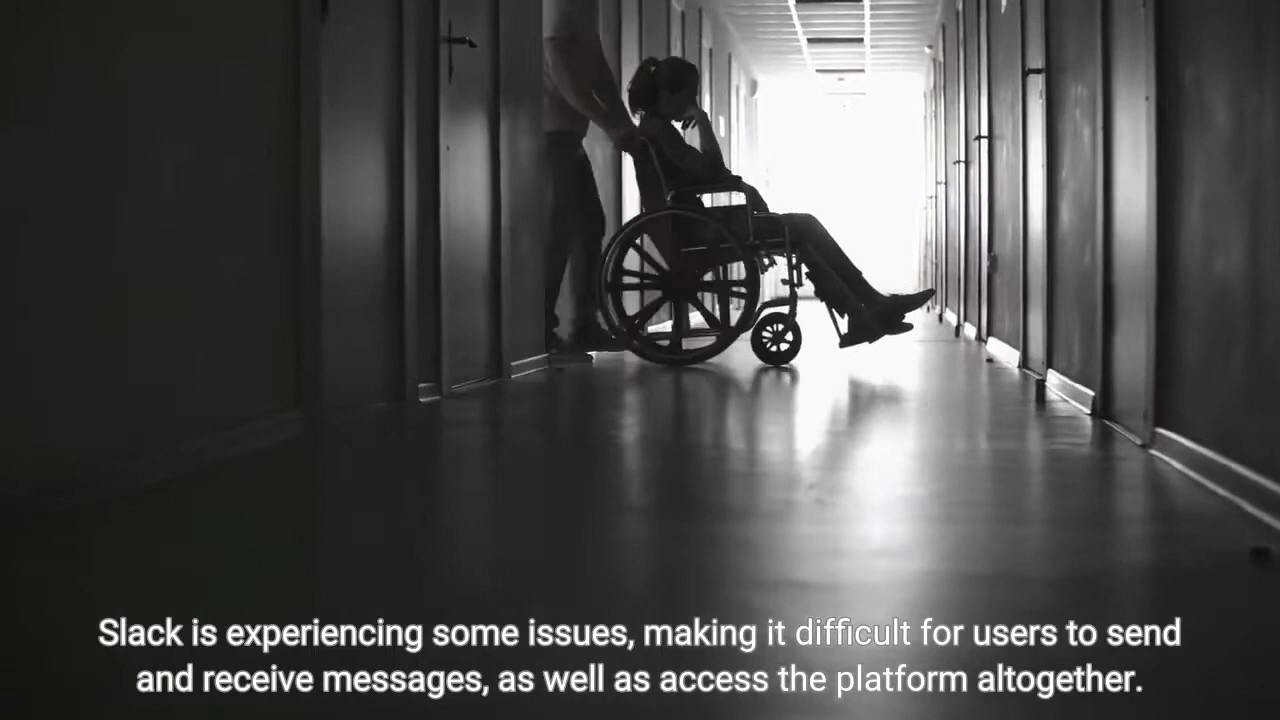 Slack is experiencing some issues, making it difficult for users to send
and receive messages, as well as access the platform altogether.